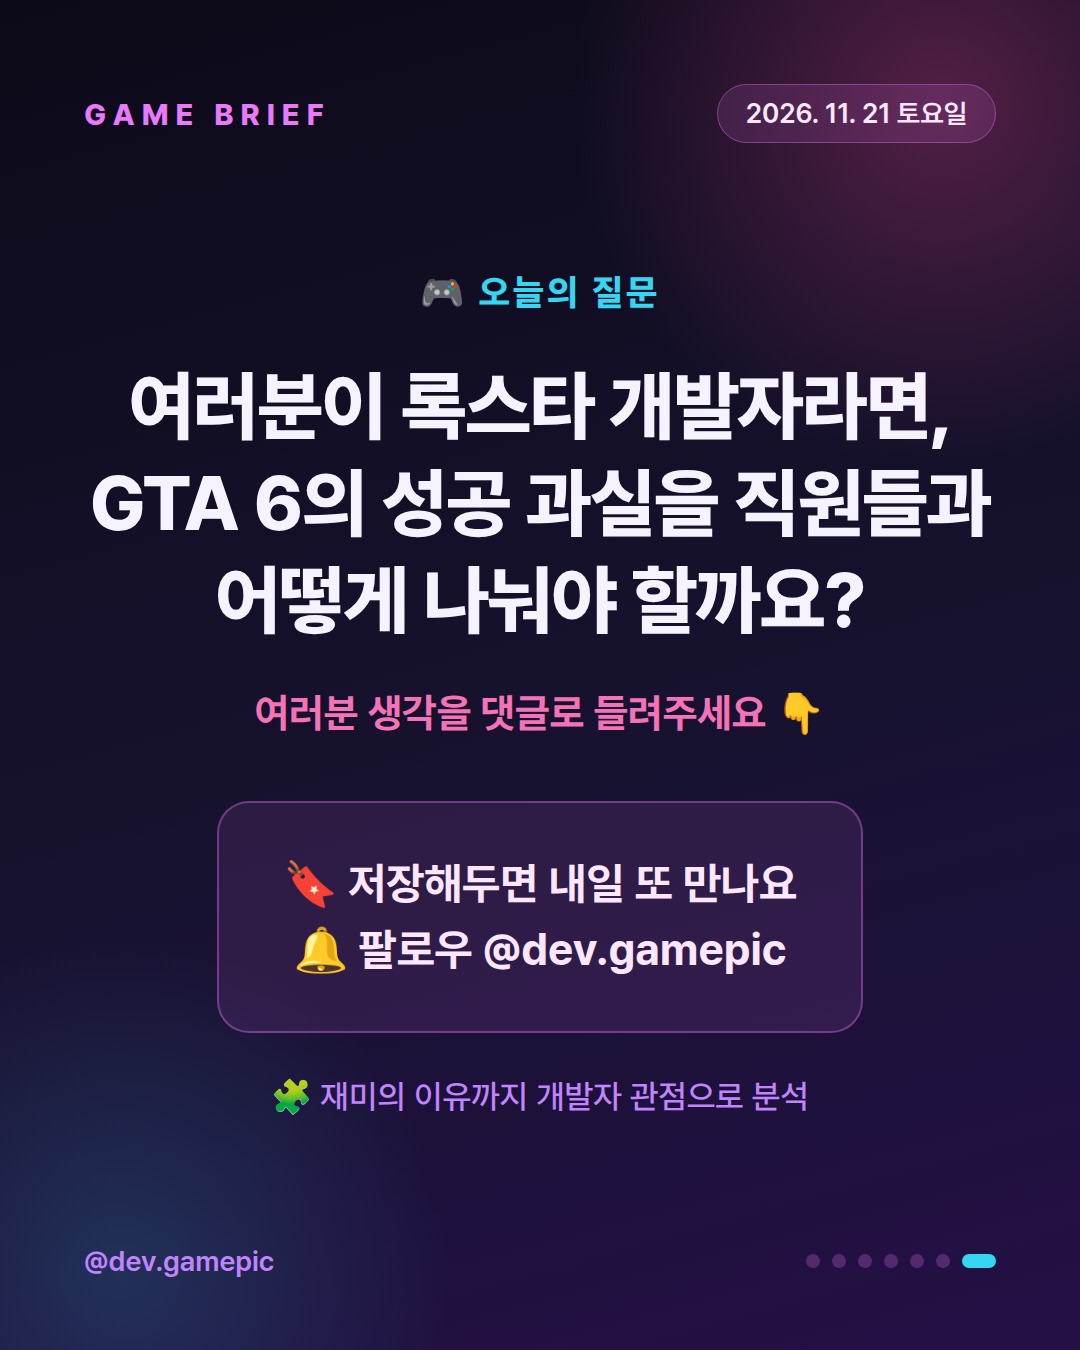 GAME BRIEF
2026. 11. 21 토요일
🎮 오늘의 질문
여러분이 록스타 개발자라면,
GTA 6의 성공 과실을 직원들과
어떻게 나눠야 할까요?
여러분 생각을 댓글로 들려주세요 👇
🔖 저장해두면 내일 또 만나요
🔔 팔로우 @dev.gamepic
🧩 재미의 이유까지 개발자 관점으로 분석
@dev.gamepic